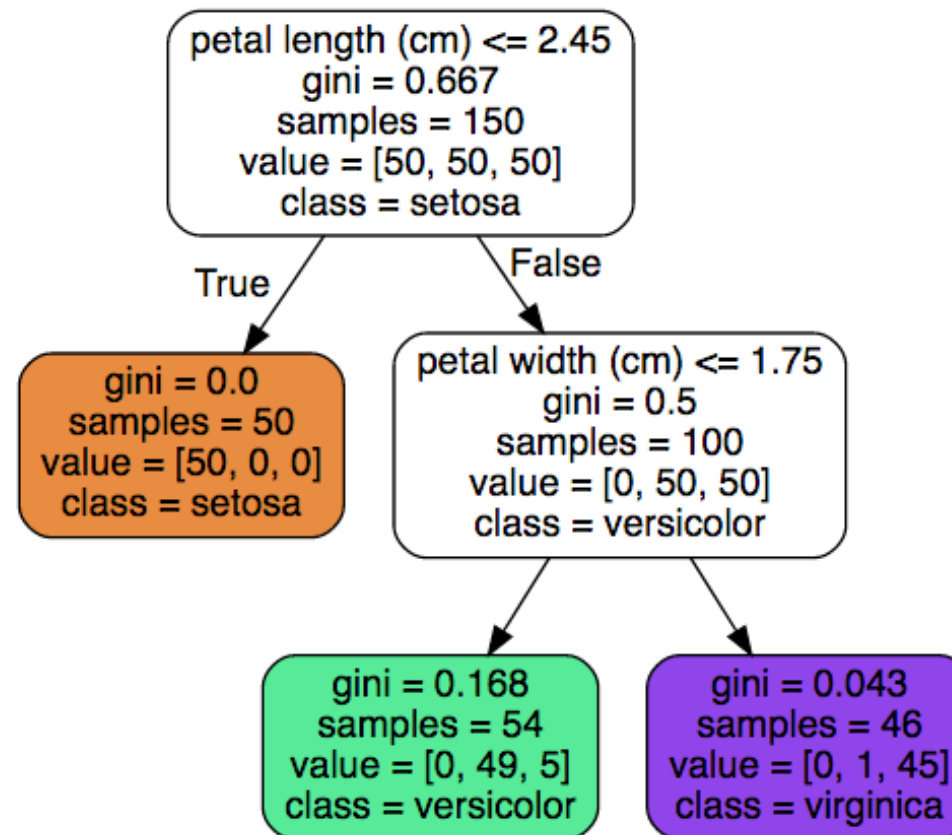 petal length (cm) <= 2.45
gini = 0.667
samples = 150
value = [50, 50, 50]
class = setosa
True
False
gini = 0.0
samples = 50
value = [50, 0, 0]
class = setosa
petal width (cm) <= 1.75
gini = 0.5
samples = 100
value = [0, 50, 50]
class = versicolor
gini = 0.168
samples = 54
value = [0, 49, 5]
class = versicolor
gini = 0.043
samples = 46
value = [0, 1, 45]
class = virginica